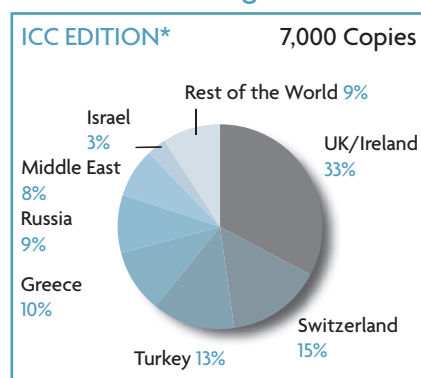 ICC EDITION* 7,000 Copies
Rest of the World 9%
Israel
3%
UK/Ireland
33%
Middle East
8%
Russia
9%
Greece
10%
Switzerland
15%
Turkey 13%